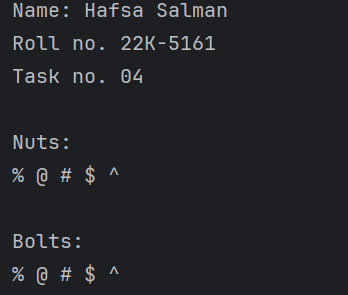 Name: Hafsa Salman
Roll no. 22K-5161
Task no. 04
Nuts:
% @ # $ ^
Bolts:
% @ # $ ^